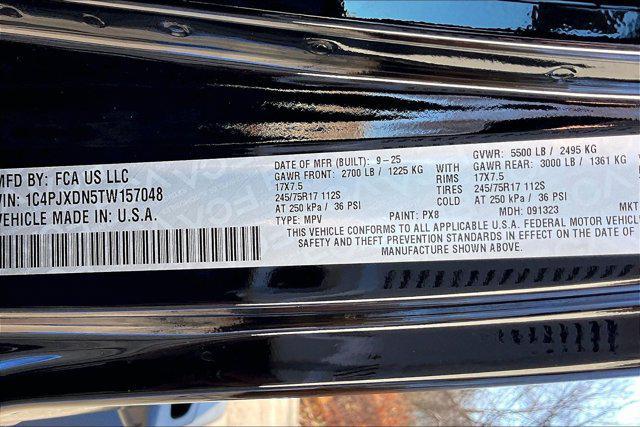 MFD BY: FCA US LLC
DATE OF MFR (BUILT): 9-25
GVWR: 5500 LB / 2495 KG
VIN: 1C4PJXDN5TW157048
GAWR FRONT: 2700 LB / 1225 KG WITH GAWR REAR: 3000 LB / 1361 KG
17X7.5 RIMS 17X7.5
VEHICLE MADE IN: U.S.A.
245/75R17 112S TIRES 245/75R17 112S
AT 250 kPa / 36 PSI COLD AT 250 kPa / 36 PSI
TYPE: MPV PAINT: PX8 MDH: 091323 MKT
THIS VEHICLE CONFORMS TO ALL APPLICABLE U.S.A. FEDERAL MOTOR VEHICLE
SAFETY AND THEFT PREVENTION STANDARDS IN EFFECT ON THE DATE OF
MANUFACTURE SHOWN ABOVE.